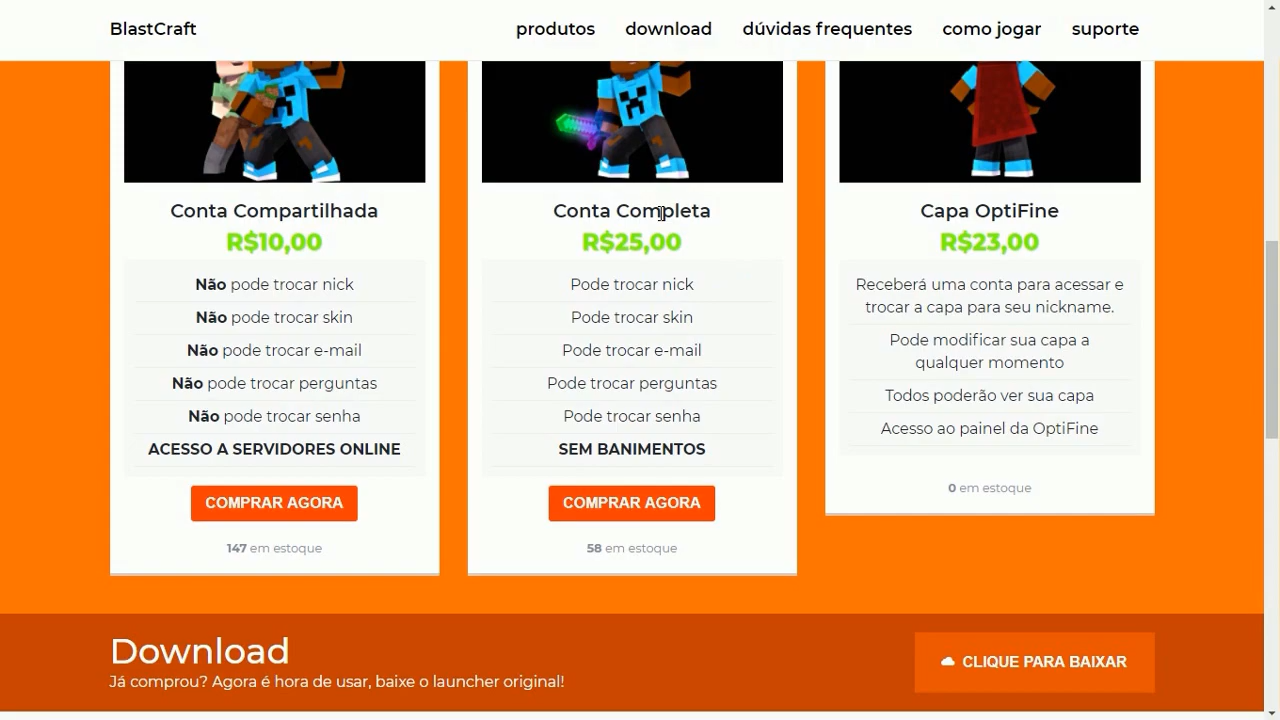 BlastCraft
produtos
download
dúvidas frequentes
como jogar
suporte
Conta Compartilhada
R$10,00
Não pode trocar nick
Não pode trocar skin
Não pode trocar e-mail
Não pode trocar perguntas
Não pode trocar senha
ACESSO A SERVIDORES ONLINE
COMPRAR AGORA
147 em estoque
Conta Completa
R$25,00
Pode trocar nick
Pode trocar skin
Pode trocar e-mail
Pode trocar perguntas
Pode trocar senha
SEM BANIMENTOS
COMPRAR AGORA
58 em estoque
Capa OptiFine
R$23,00
Receberá uma conta para acessar e
trocar a capa para seu nickname.
Pode modificar sua capa a
qualquer momento
Todos poderão ver sua capa
Acesso ao painel da OptiFine
0 em estoque
Download
Já comprou? Agora é hora de usar, baixe o launcher original!
CLIQUE PARA BAIXAR